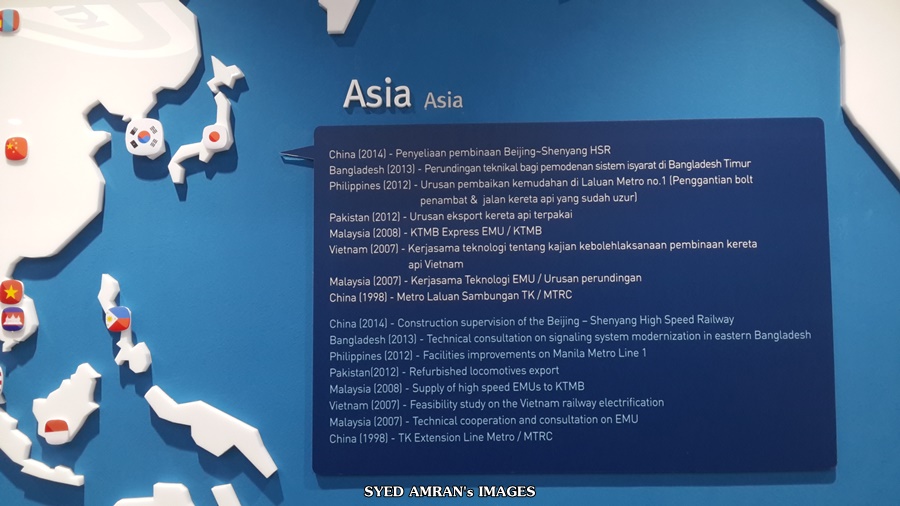 Asia Asia
China (2014) - Penyeliaan pembinaan Beijing~Shenyang HSR
Bangladesh (2013) - Perundingan teknikal bagi pemodenan sistem isyarat di Bangladesh Timur
Philippines (2012) - Urusan pembaikan kemudahan di Laluan Metro no.1 (Penggantian bolt
penambat & jalan kereta api yang sudah uzur)
Pakistan (2012) - Urusan eksport kereta api terpakai
Malaysia (2008) - KTMB Express EMU / KTMB
Vietnam (2007) - Kerjasama teknologi tentang kajian kebolehlaksanaan pembinaan kereta
api Vietnam
Malaysia (2007) - Kerjasama Teknologi EMU / Urusan perundingan
China (1998) - Metro Laluan Sambungan TK / MTRC
China (2014) - Construction supervision of the Beijing – Shenyang High Speed Railway
Bangladesh (2013) - Technical consultation on signaling system modernization in eastern Bangladesh
Philippines (2012) - Facilities improvements on Manila Metro Line 1
Pakistan(2012) - Refurbished locomotives export
Malaysia (2008) - Supply of high speed EMUs to KTMB
Vietnam (2007) - Feasibility study on the Vietnam railway electrification
Malaysia (2007) - Technical cooperation and consultation on EMU
China (1998) - TK Extension Line Metro / MTRC
SYED AMRAN's IMAGES